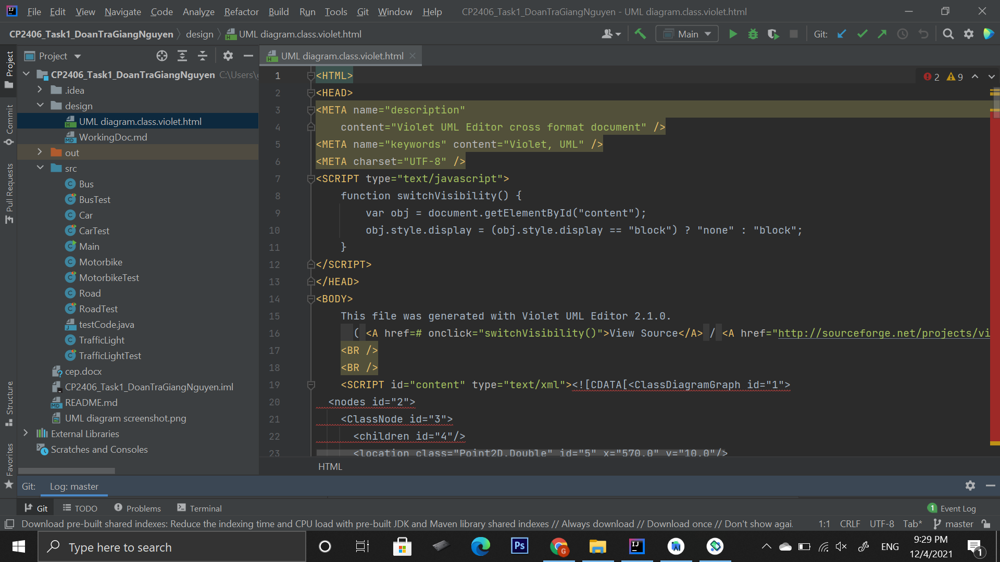 File Edit View Navigate Code Analyze Refactor Build Run Tools Git Window Help CP2406_Task1_DoanTraGiangNguyen - UML diagram.class.violet.html
CP2406_Task1_DoanTraGiangNguyen design UML diagram.class.violet.html Main Git:
Project
UML diagram.class.violet.html
CP2406_Task1_DoanTraGiangNguyen C:\Users\
.idea
design
UML diagram.class.violet.html
WorkingDoc.md
out
src
Bus
BusTest
Car
CarTest
Main
Motorbike
MotorbikeTest
Road
RoadTest
testCode.java
TrafficLight
TrafficLightTest
cep.docx
CP2406_Task1_DoanTraGiangNguyen.iml
README.md
UML diagram screenshot.png
External Libraries
Scratches and Consoles
Project
Commit
Pull Requests
Structure
Favorites
2 9
1 <HTML>
2 <HEAD>
3 <META name="description"
4 content="Violet UML Editor cross format document" />
5 <META name="keywords" content="Violet, UML" />
6 <META charset="UTF-8" />
7 <SCRIPT type="text/javascript">
8 function switchVisibility() {
9 var obj = document.getElementById("content");
10 obj.style.display = (obj.style.display == "block") ? "none" : "block";
11 }
12 </SCRIPT>
13 </HEAD>
14 <BODY>
15 This file was generated with Violet UML Editor 2.1.0.
16 ( <A href=# onclick="switchVisibility()">View Source</A> / <A href="http://sourceforge.net/projects/vi
17 <BR />
18 <BR />
19 <SCRIPT id="content" type="text/xml"><![CDATA[<ClassDiagramGraph id="1">
20 <nodes id="2">
21 <ClassNode id="3">
22 <children id="4"/>
23 <location class="Point2D.Double" id="5" x="570.0" y="10.0"/>
HTML
Git: Log: master
Git TODO Problems Terminal 1 Event Log
Download pre-built shared indexes: Reduce the indexing time and CPU load with pre-built JDK and Maven library shared indexes // Always download // Download once // Don't show agai. 1:1 CRLF UTF-8 Tab* master
Type here to search
Ps
G
IJ
ENG
9:29 PM
12/4/2021
1